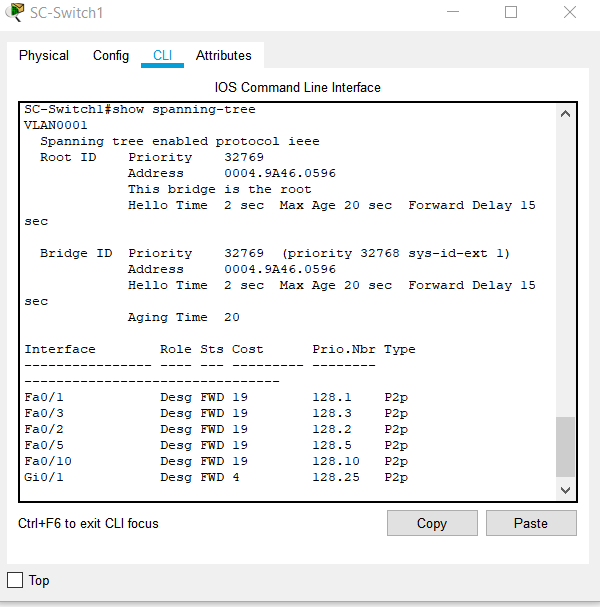 SC-Switch1
Physical Config CLI Attributes
IOS Command Line Interface
SC-Switch1#show spanning-tree
VLAN0001
  Spanning tree enabled protocol ieee
  Root ID    Priority    32769
             Address     0004.9A46.0596
             This bridge is the root
             Hello Time  2 sec  Max Age 20 sec  Forward Delay 15
sec

  Bridge ID  Priority    32769  (priority 32768 sys-id-ext 1)
             Address     0004.9A46.0596
             Hello Time  2 sec  Max Age 20 sec  Forward Delay 15
sec
             Aging Time  20

Interface        Role Sts Cost      Prio.Nbr Type
---------------- ---- --- --------- --------
--------------------------------
Fa0/1            Desg FWD 19        128.1    P2p
Fa0/3            Desg FWD 19        128.3    P2p
Fa0/2            Desg FWD 19        128.2    P2p
Fa0/5            Desg FWD 19        128.5    P2p
Fa0/10           Desg FWD 19        128.10   P2p
Gi0/1            Desg FWD 4         128.25   P2p
Ctrl+F6 to exit CLI focus Copy Paste
Top